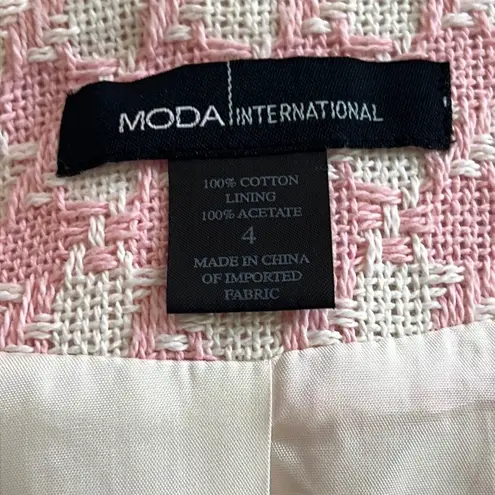 MODA INTERNATIONAL
100% COTTON
LINING
100% ACETATE
4
MADE IN CHINA
OF IMPORTED
FABRIC